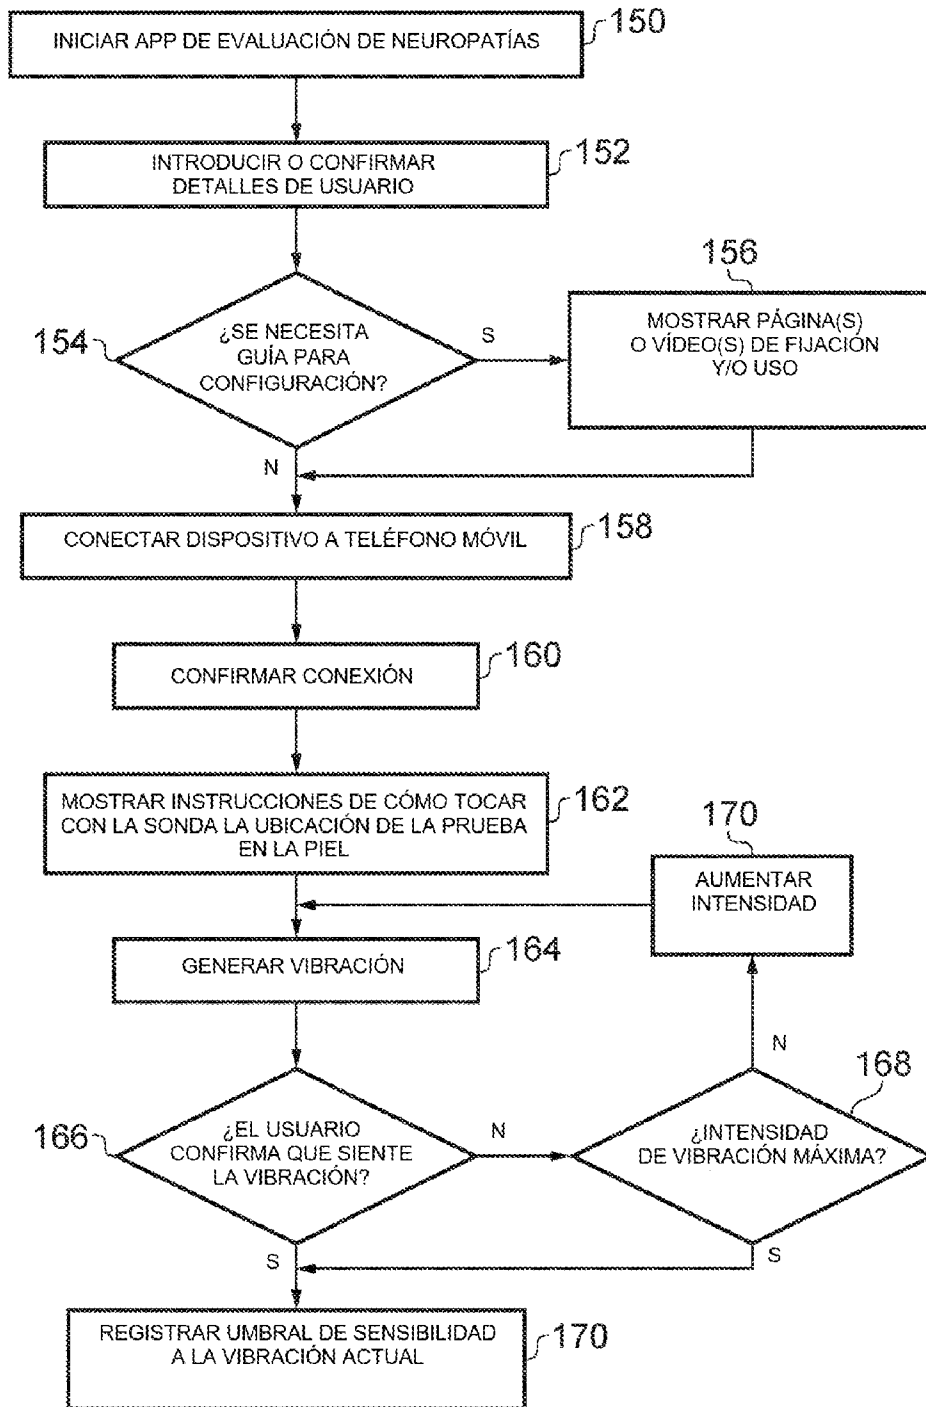 INICIAR APP DE EVALUACIÓN DE NEUROPATÍAS
150
INTRODUCIR O CONFIRMAR
DETALLES DE USUARIO
152
154
¿SE NECESITA
GUÍA PARA
CONFIGURACIÓN?
S
N
156
MOSTRAR PÁGINA(S)
O VÍDEO(S) DE FIJACIÓN
Y/O USO
CONECTAR DISPOSITIVO A TELÉFONO MÓVIL
158
CONFIRMAR CONEXIÓN
160
MOSTRAR INSTRUCCIONES DE CÓMO TOCAR
CON LA SONDA LA UBICACIÓN DE LA PRUEBA
EN LA PIEL
162
170
AUMENTAR
INTENSIDAD
GENERAR VIBRACIÓN
164
166
¿EL USUARIO
CONFIRMA QUE SIENTE
LA VIBRACIÓN?
N
S
N
168
¿INTENSIDAD
DE VIBRACIÓN MÁXIMA?
S
REGISTRAR UMBRAL DE SENSIBILIDAD
A LA VIBRACIÓN ACTUAL
170